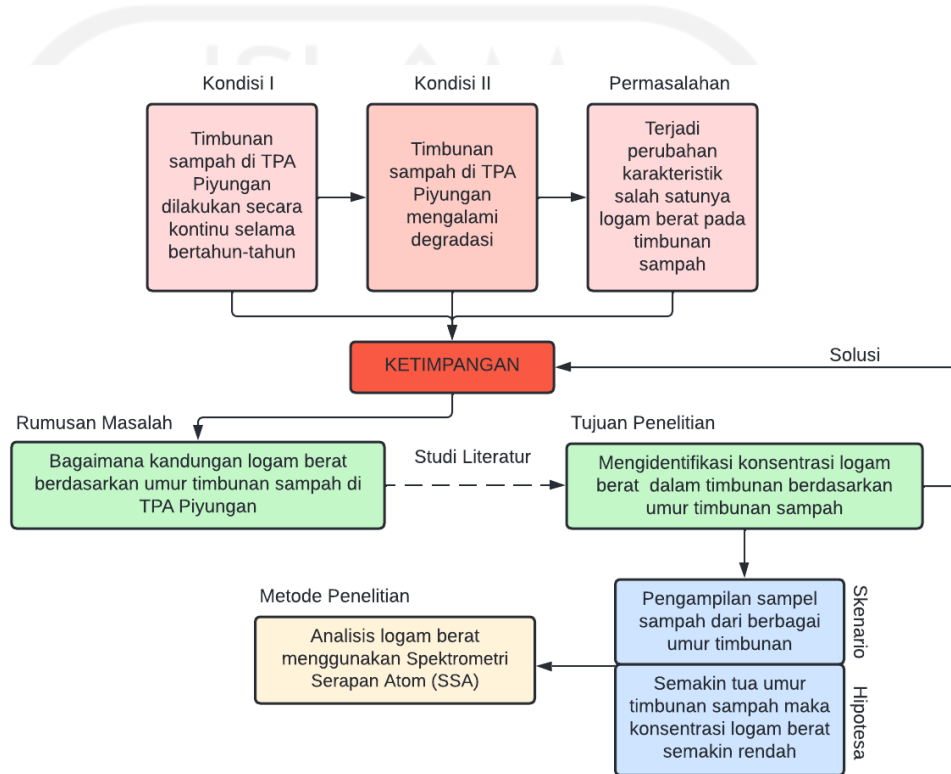 ISLAM
Kondisi I
Kondisi II
Permasalahan
Timbunan
sampah di TPA
Piyungan
dilakukan secara
kontinu selama
bertahun-tahun
Timbunan
sampah di TPA
Piyungan
mengalami
degradasi
Terjadi
perubahan
karakteristik
salah satunya
logam berat pada
timbunan
sampah
KETIMPANGAN
Solusi
Rumusan Masalah
Bagaimana kandungan logam berat
berdasarkan umur timbunan sampah di
TPA Piyungan
Studi Literatur
Tujuan Penelitian
Mengidentifikasi konsentrasi logam
berat dalam timbunan berdasarkan
umur timbunan sampah
Skenario
Pengampilan sampel
sampah dari berbagai
umur timbunan
Hipotesa
Semakin tua umur
timbunan sampah maka
konsentrasi logam berat
semakin rendah
Metode Penelitian
Analisis logam berat
menggunakan Spektrometri
Serapan Atom (SSA)